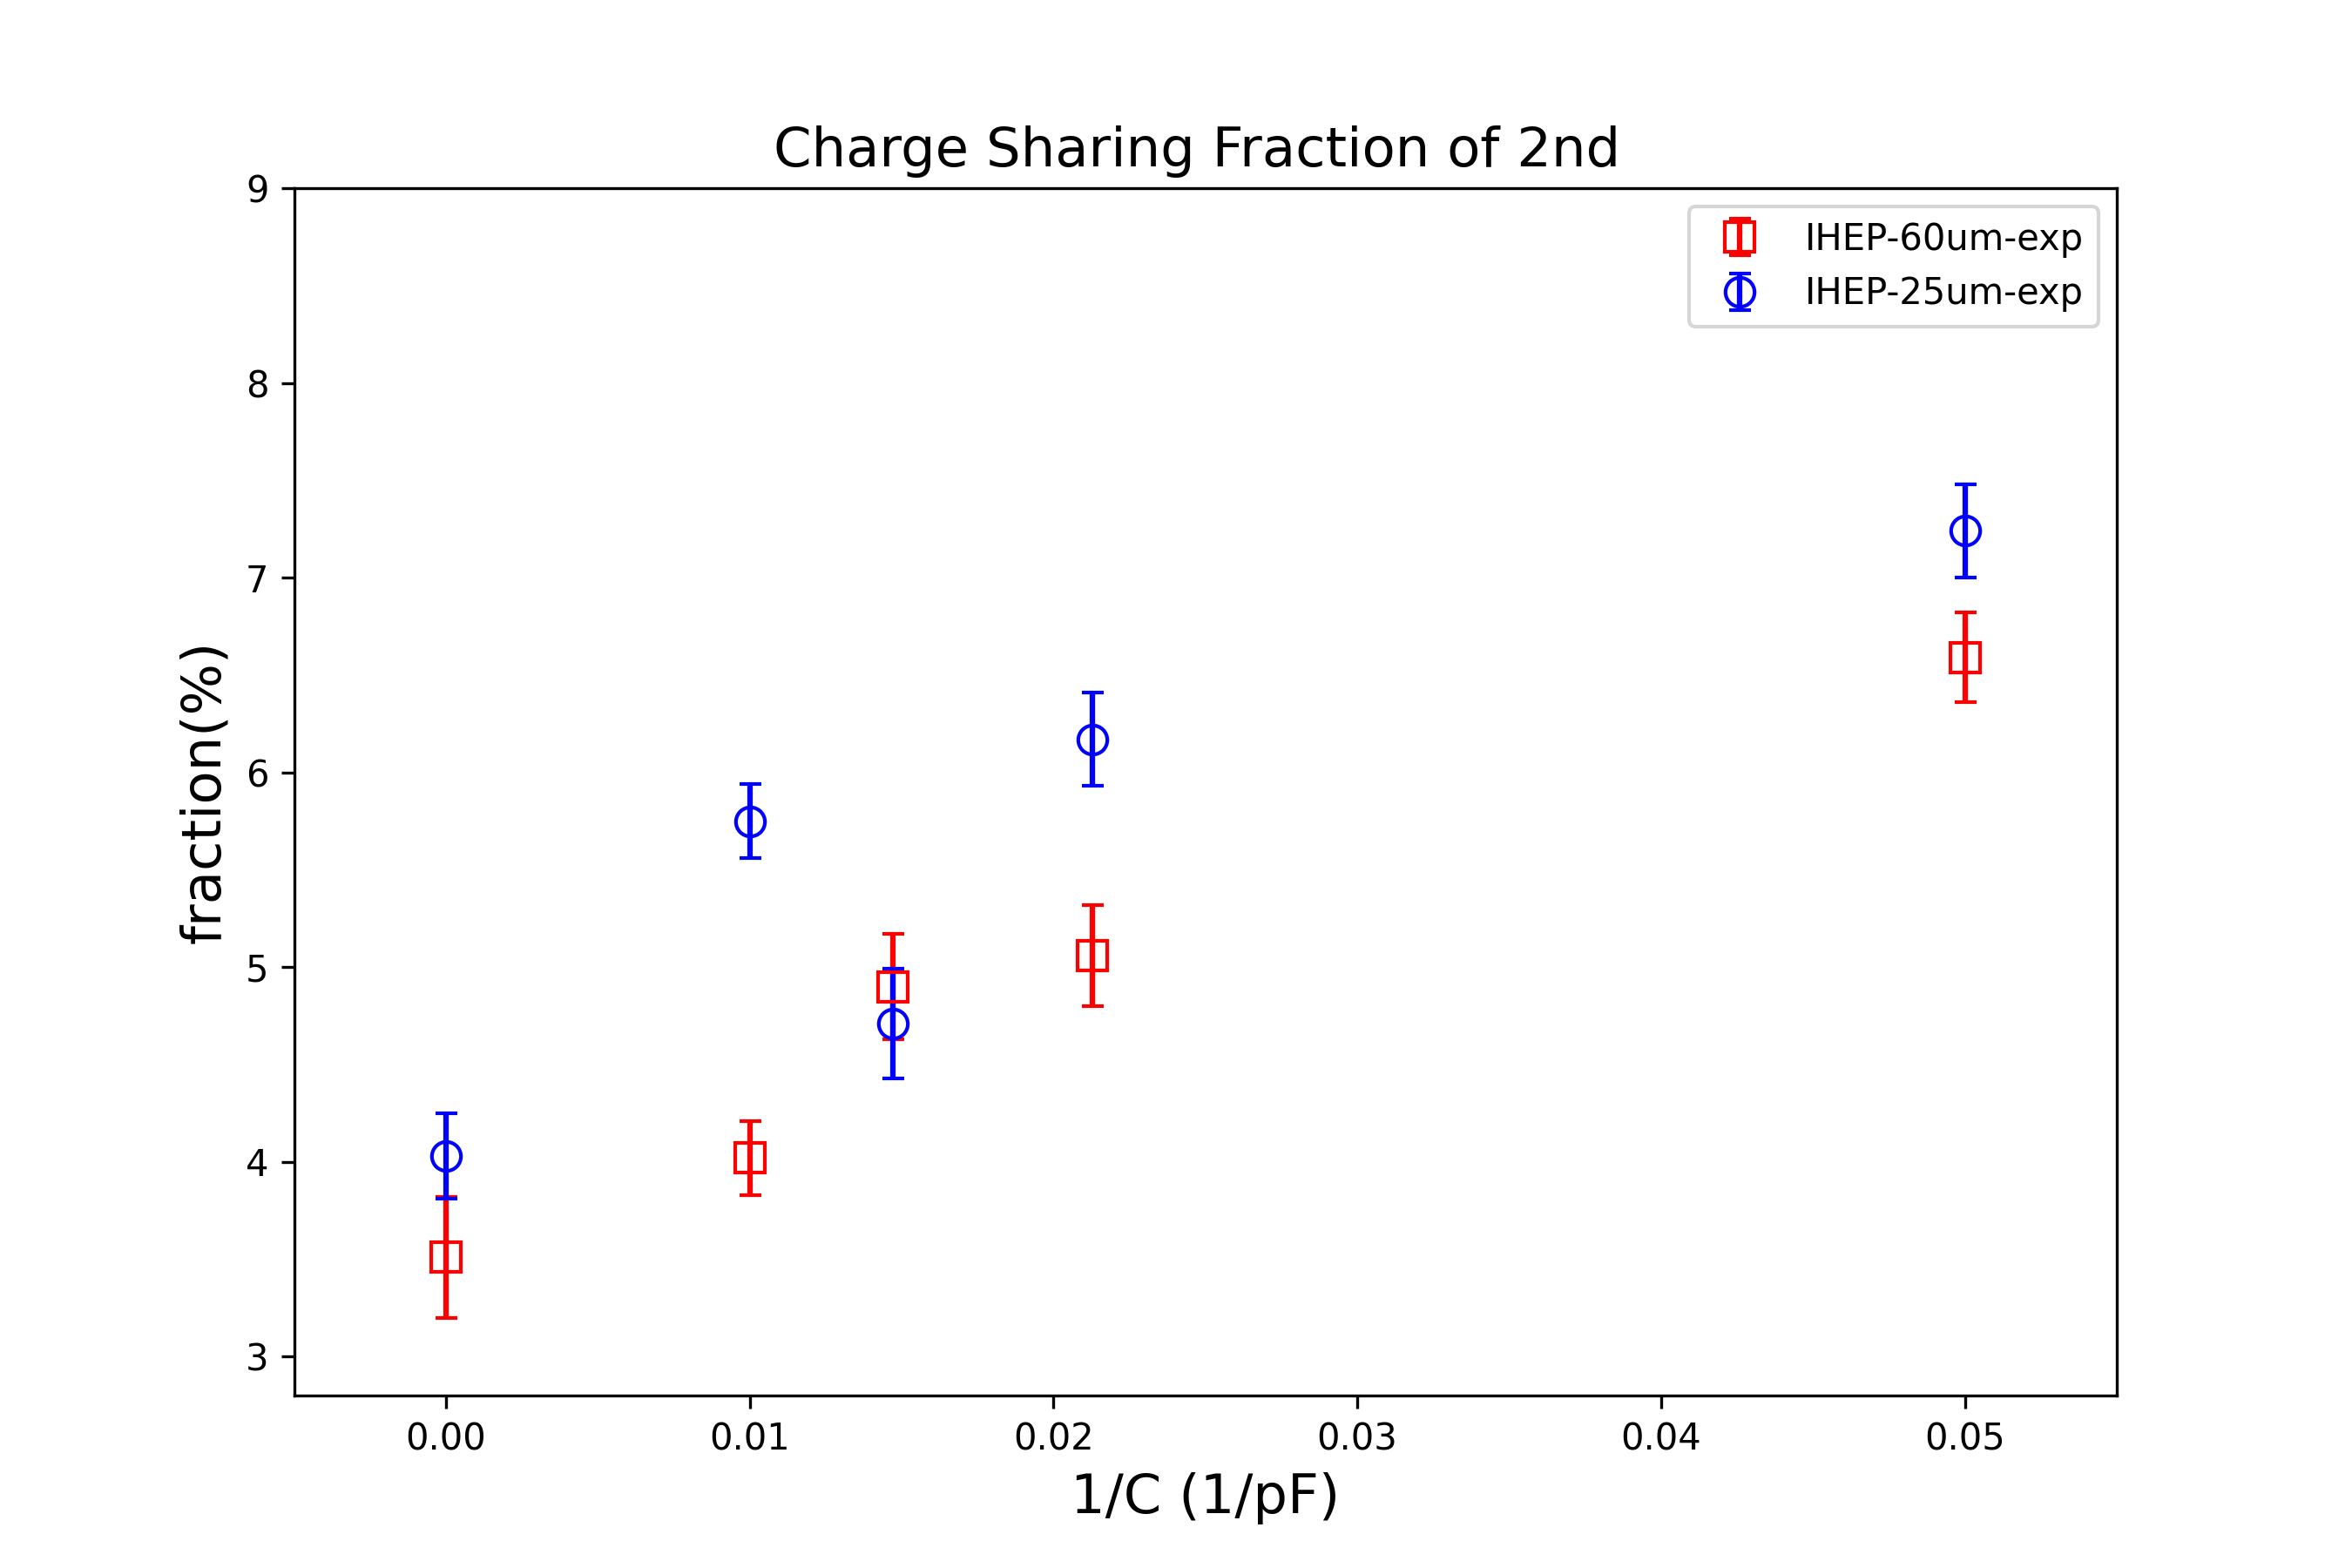 Charge Sharing Fraction of 2nd
IHEP-60um-exp
IHEP-25um-exp
fraction(%)
9
8
7
6
5
4
3
0.00 0.01 0.02 0.03 0.04 0.05
1/C (1/pF)